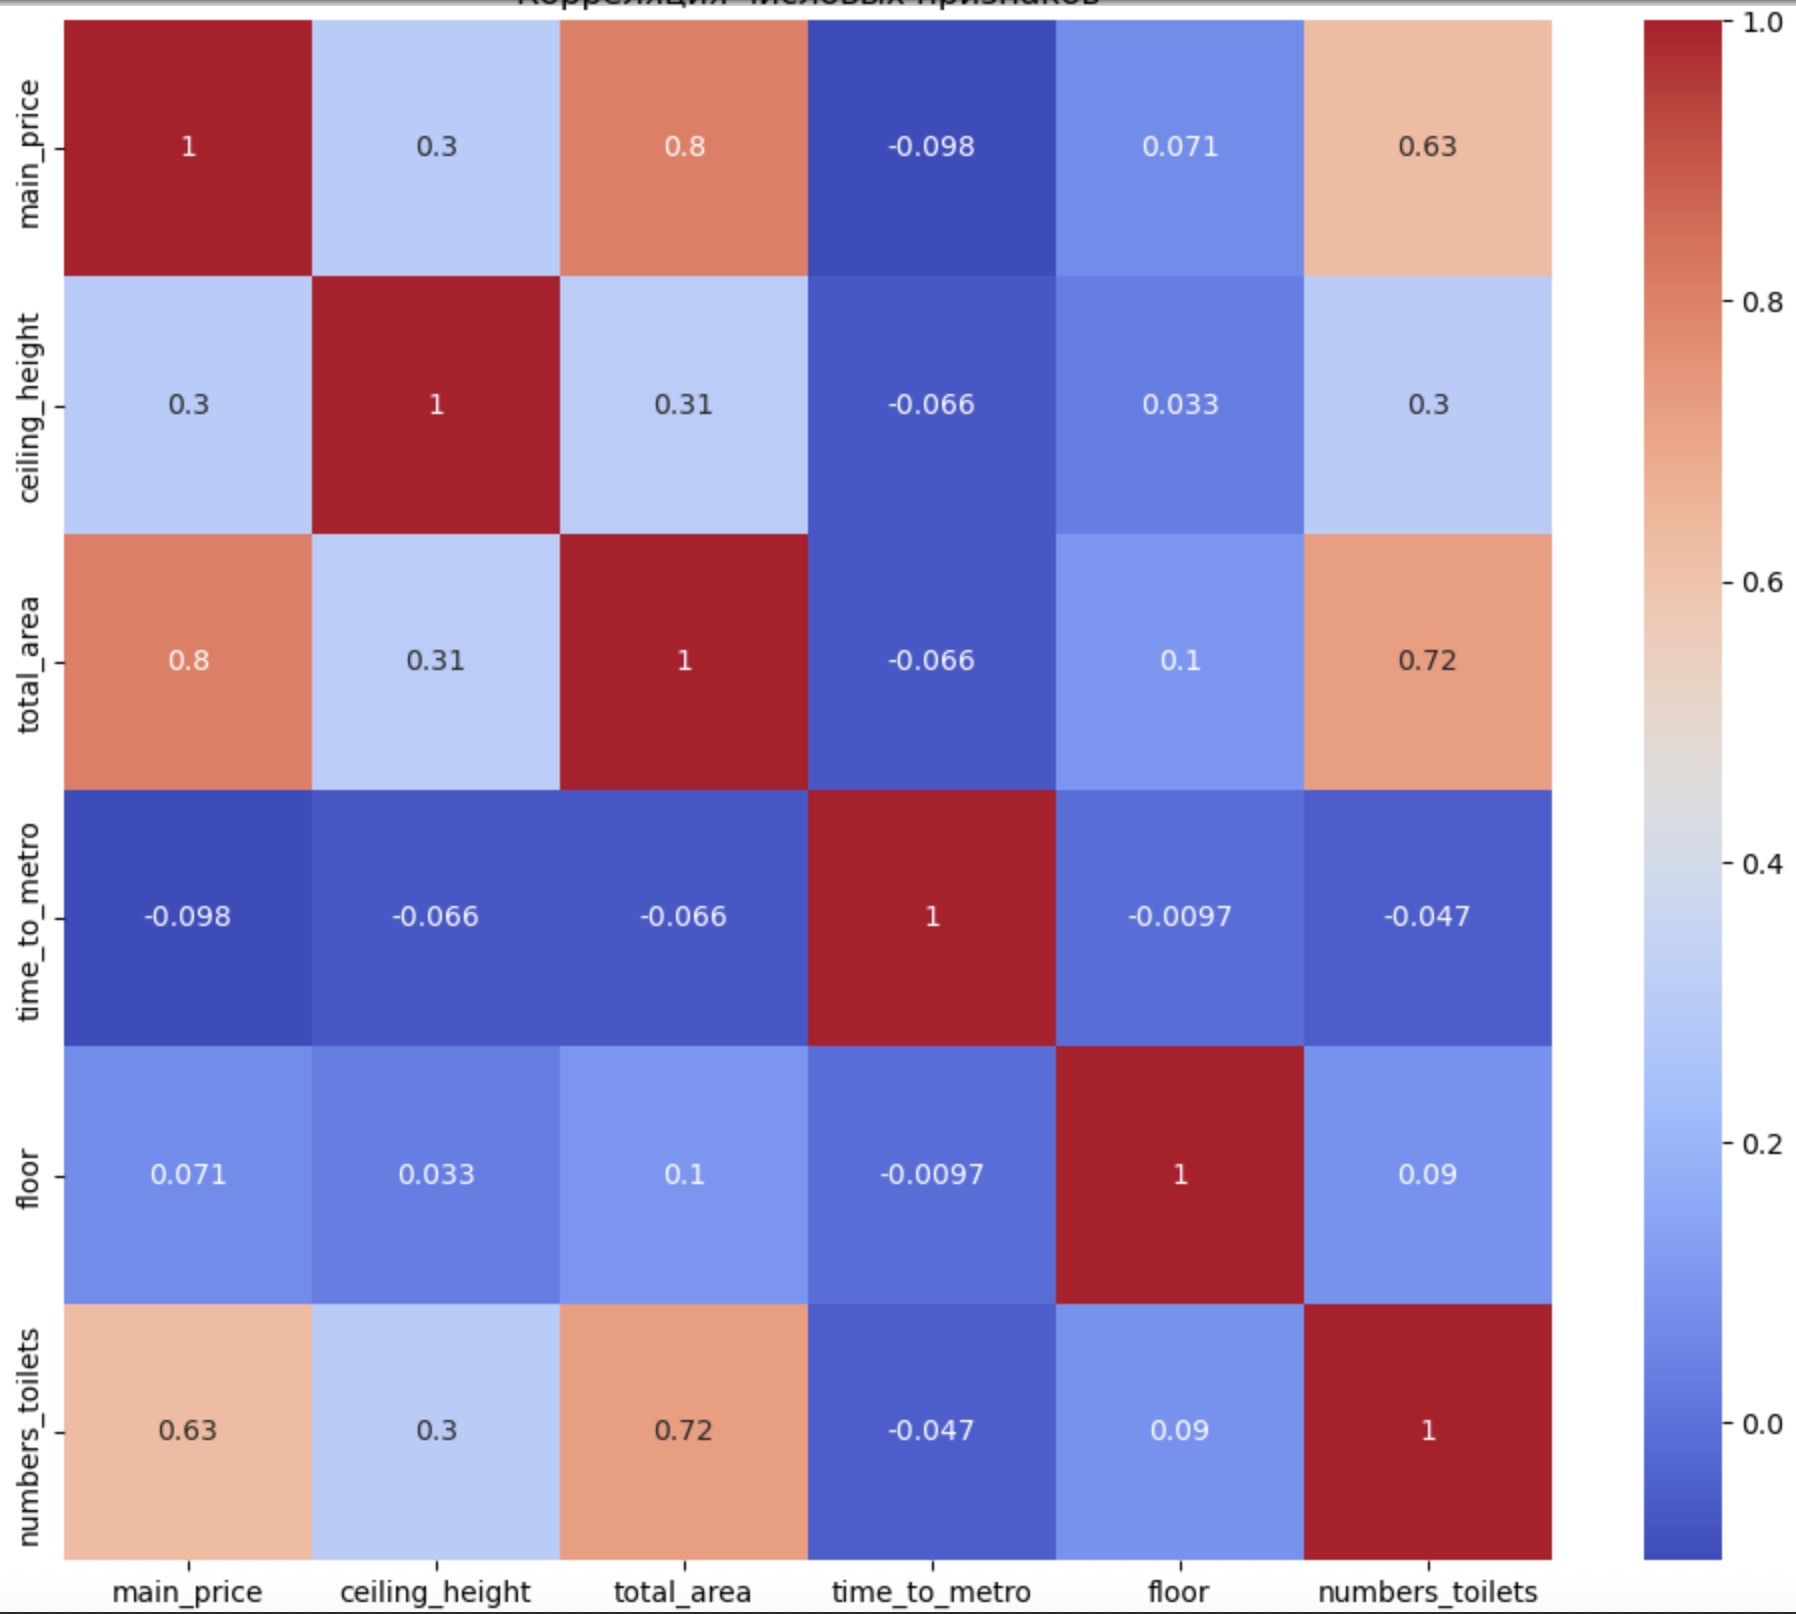 Корреляция числовых признаков
main_price 1 0.3 0.8 -0.098 0.071 0.63
ceiling_height 0.3 1 0.31 -0.066 0.033 0.3
total_area 0.8 0.31 1 -0.066 0.1 0.72
time_to_metro -0.098 -0.066 -0.066 1 -0.0097 -0.047
floor 0.071 0.033 0.1 -0.0097 1 0.09
numbers_toilets 0.63 0.3 0.72 -0.047 0.09 1
main_price ceiling_height total_area time_to_metro floor numbers_toilets
1.0
0.8
0.6
0.4
0.2
0.0